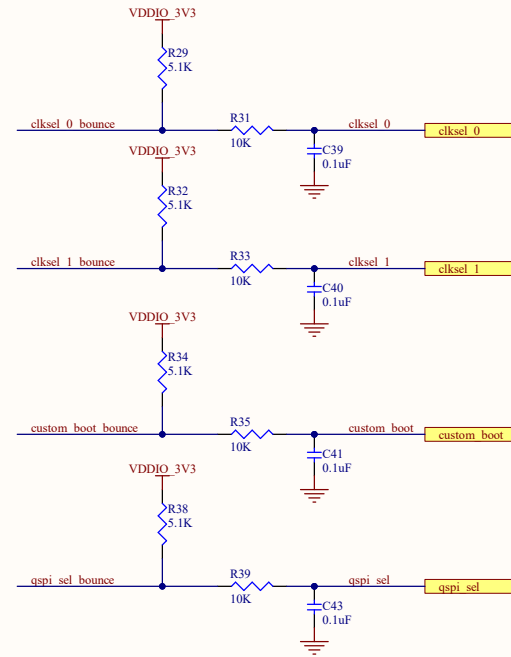 VDDIO_3V3
R29
5.1K
clksel_0_bounce
R31
10K
clksel_0
clksel_0
C39
0.1uF
VDDIO_3V3
R32
5.1K
clksel_1_bounce
R33
10K
clksel_1
clksel_1
C40
0.1uF
VDDIO_3V3
R34
5.1K
custom_boot_bounce
R35
10K
custom_boot
custom_boot
C41
0.1uF
VDDIO_3V3
R38
5.1K
qspi_sel_bounce
R39
10K
qspi_sel
qspi_sel
C43
0.1uF